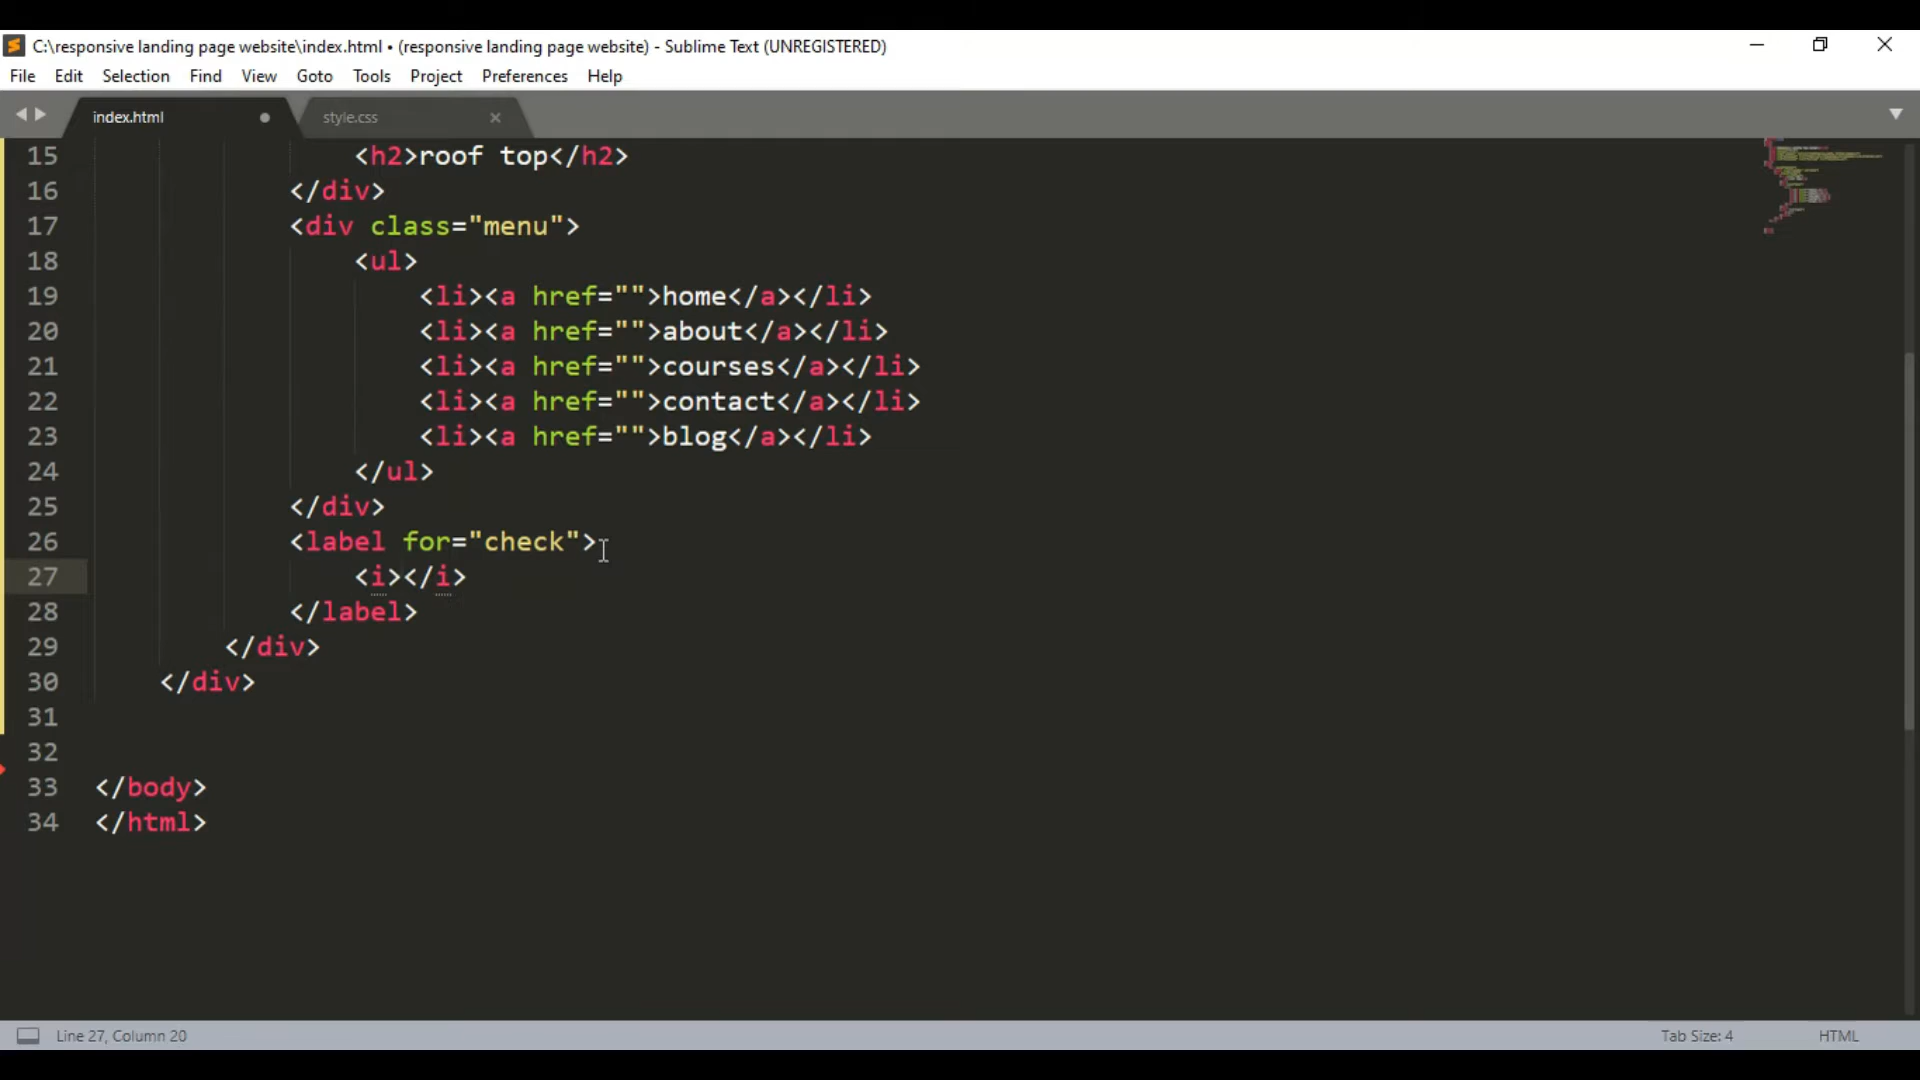 C:\responsive landing page website\index.html • (responsive landing page website) - Sublime Text (UNREGISTERED)
File Edit Selection Find View Goto Tools Project Preferences Help
index.html style.css
15 <h2>roof top</h2>
16 </div>
17 <div class="menu">
18 <ul>
19 <li><a href="">home</a></li>
20 <li><a href="">about</a></li>
21 <li><a href="">courses</a></li>
22 <li><a href="">contact</a></li>
23 <li><a href="">blog</a></li>
24 </ul>
25 </div>
26 <label for="check">
27 <i></i>
28 </label>
29 </div>
30 </div>
31
32
33 </body>
34 </html>
Line 27, Column 20 Tab Size: 4 HTML